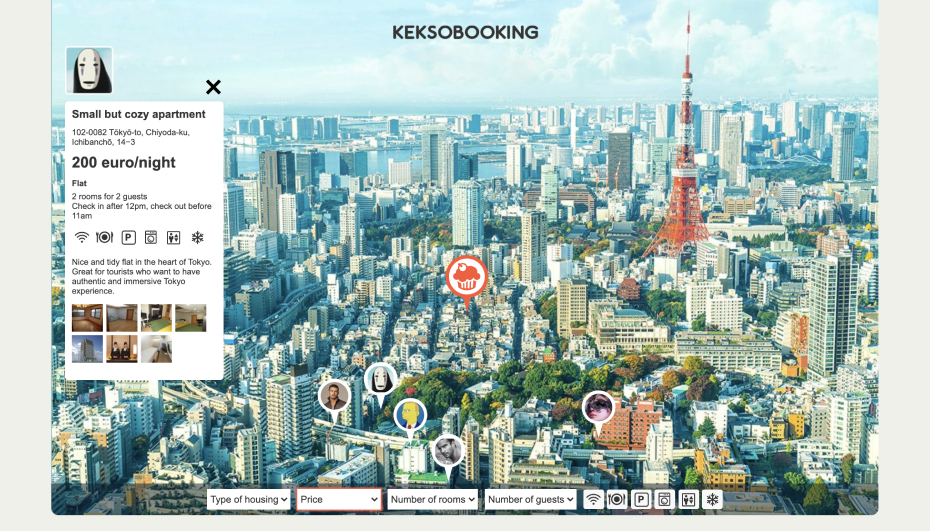 KEKSOBOOKING
Small but cozy apartment
102-0082 Tōkyō-to, Chiyoda-ku,
Ichibanchō, 14−3
200 euro/night
Flat
2 rooms for 2 guests
Check in after 12pm, check out before
11am
P
Nice and tidy flat in the heart of Tokyo.
Great for tourists who want to have
authentic and immersive Tokyo
experience.
Type of housing
Price
Number of rooms
Number of guests
P